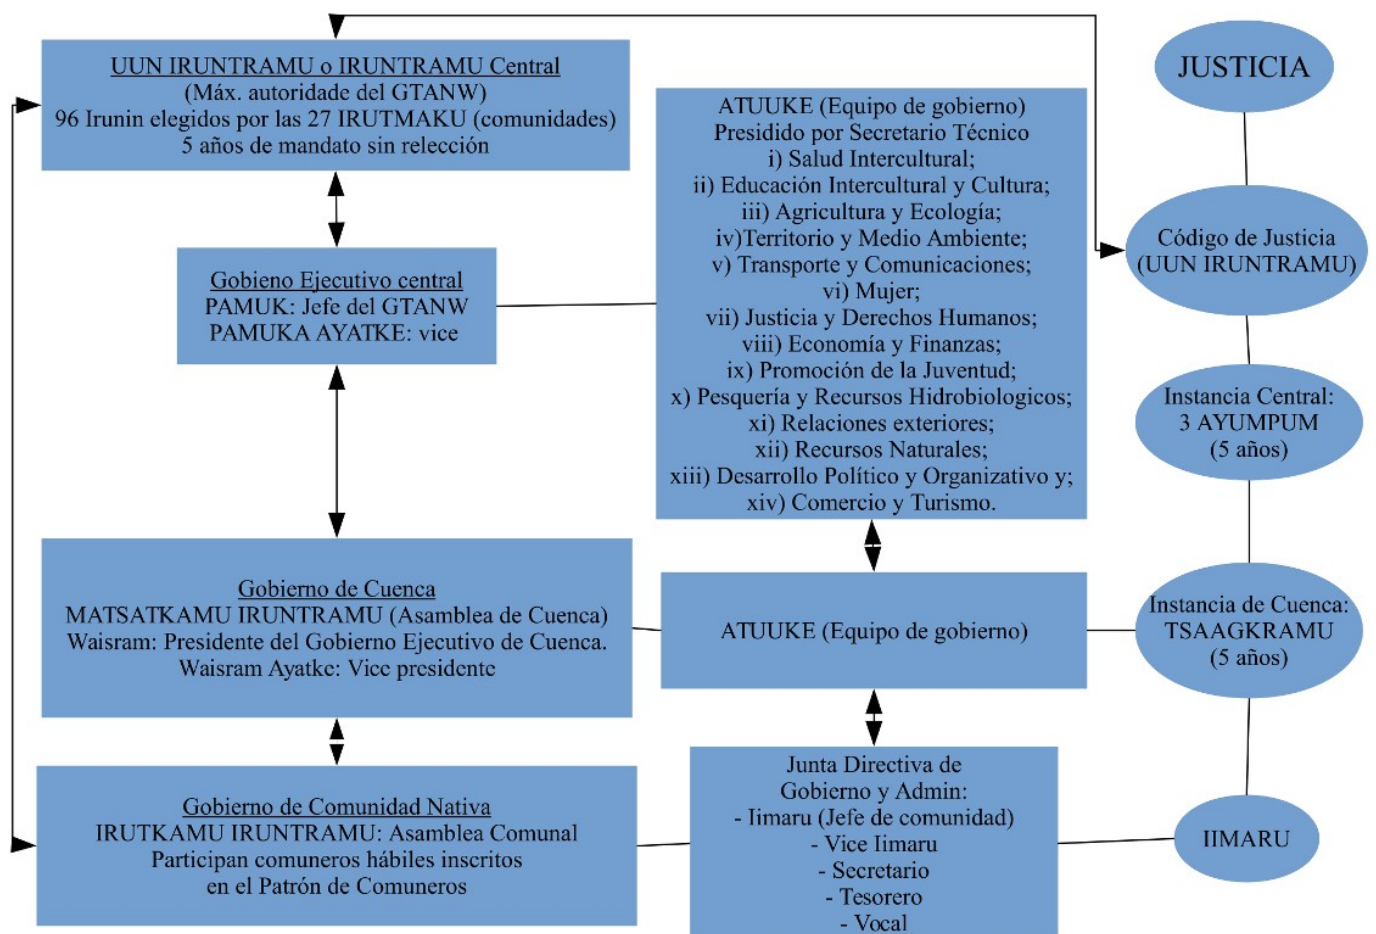 UUN IRUNTRAMU o IRUNTRAMU Central
(Máx. autoridade del GTANW)
96 Irunin elegidos por las 27 IRUTMAKU (comunidades)
5 años de mandato sin relección
Gobieno Ejecutivo central
PAMUK: Jefe del GTANW
PAMUKA AYATKE: vice
ATUUKE (Equipo de gobierno)
Presidido por Secretario Técnico
i) Salud Intercultural;
ii) Educación Intercultural y Cultura;
iii) Agricultura y Ecología;
iv)Territorio y Medio Ambiente;
v) Transporte y Comunicaciones;
vi) Mujer;
vii) Justicia y Derechos Humanos;
viii) Economía y Finanzas;
ix) Promoción de la Juventud;
x) Pesquería y Recursos Hidrobiologicos;
xi) Relaciones exteriores;
xii) Recursos Naturales;
xiii) Desarrollo Político y Organizativo y;
xiv) Comercio y Turismo.
JUSTICIA
Código de Justicia
(UUN IRUNTRAMU)
Instancia Central:
3 AYUMPUM
(5 años)
Gobierno de Cuenca
MATSATKAMU IRUNTRAMU (Asamblea de Cuenca)
Waisram: Presidente del Gobierno Ejecutivo de Cuenca.
Waisram Ayatke: Vice presidente
ATUUKE (Equipo de gobierno)
Instancia de Cuenca:
TSAAGKRAMU
(5 años)
Gobierno de Comunidad Nativa
IRUTKAMU IRUNTRAMU: Asamblea Comunal
Participan comuneros hábiles inscritos
en el Patrón de Comuneros
Junta Directiva de
Gobierno y Admin:
- Iimaru (Jefe de comunidad)
- Vice Iimaru
- Secretario
- Tesorero
- Vocal
IIMARU